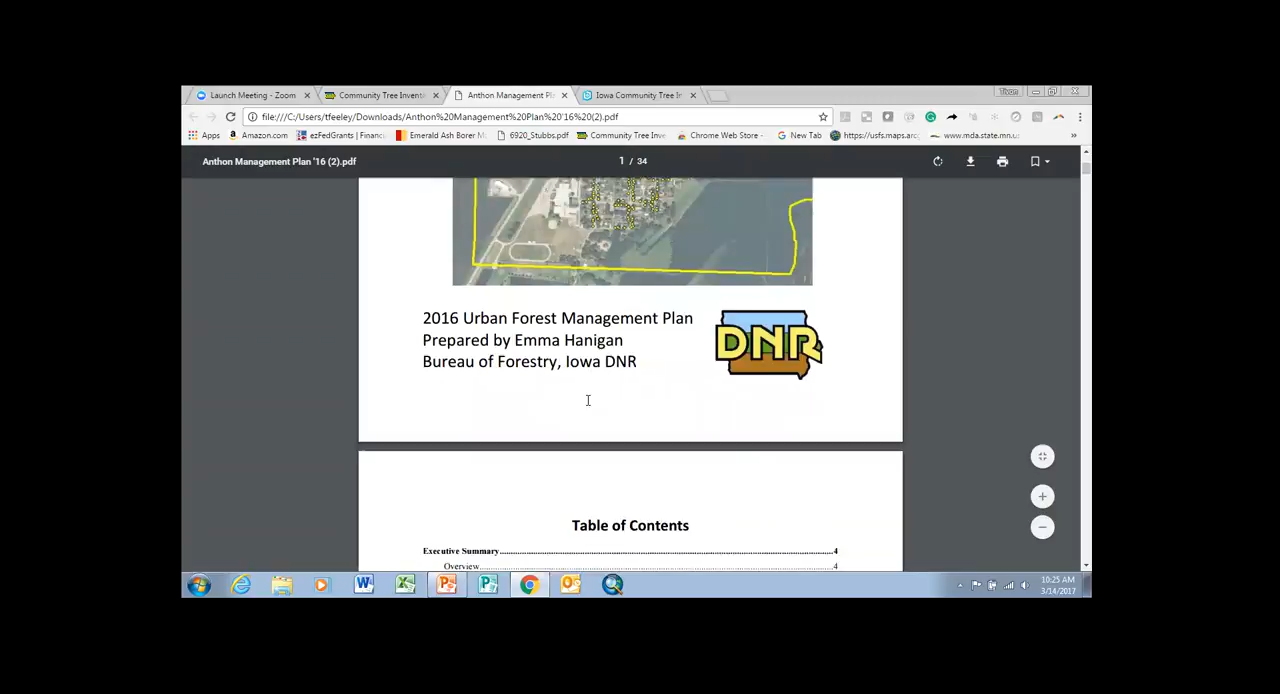 Launch Meeting - Zoom
Community Tree Invent
Anthon Management Pl
Iowa Community Tree In
Tivon
file:///C:/Users/tfeeley/Downloads/Anthon%20Management%20Plan%20'16%20(2).pdf
Apps
Amazon.com
ezFedGrants | Financi
Emerald Ash Borer M
6920_Stubbs.pdf
Community Tree Inve
Chrome Web Store -
New Tab
https://usfs.maps.arc
www.mda.state.mn.u
»
Anthon Management Plan '16 (2).pdf
1 / 34
2016 Urban Forest Management Plan
Prepared by Emma Hanigan
Bureau of Forestry, Iowa DNR
DNR
Table of Contents
Executive Summary........................................................4
Overview........................................................4
10:25 AM
3/14/2017